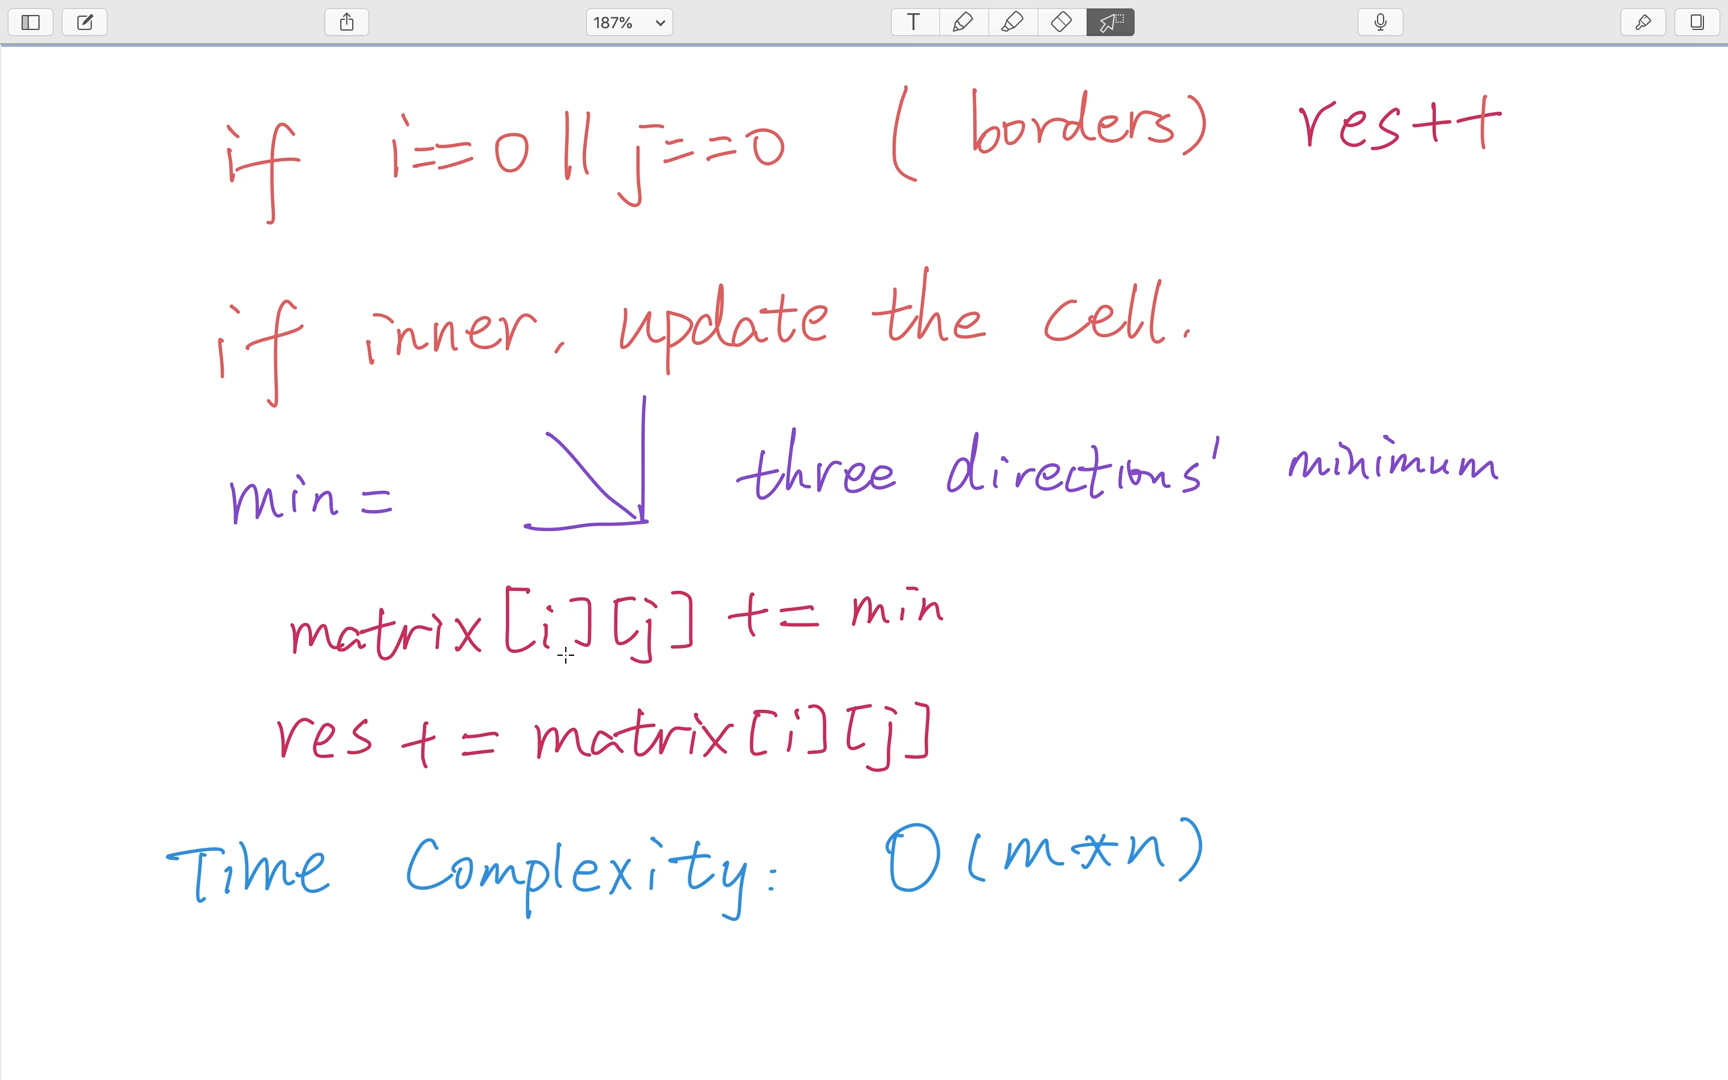 187%
T
if i==0 || j==0 (borders) res++
if inner, update the cell.
min = three directions' minimum
matrix[i][j] += min
res += matrix[i][j]
Time Complexity: O(m*n)